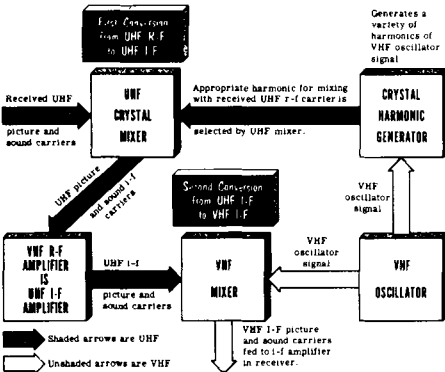 First Conversion
from UHF R-F
to UHF I-F
Generates a
variety of
harmonics of
VHF oscillator
signal
Received UHF
picture and
sound carriers
UHF
CRYSTAL
MIXER
Appropriate harmonic for mixing
with received UHF r-f carrier is
selected by UHF mixer.
CRYSTAL
HARMONIC
GENERATOR
UHF picture
and sound i-f
carriers
Second Conversion
from UHF I-F
to VHF I-F
VHF
oscillator
signal
VHF R-F
AMPLIFIER
IS
UHF I-F
AMPLIFIER
UHF i-f
picture and
sound carriers
VHF
MIXER
VHF
oscillator
signal
VHF
OSCILLATOR
Shaded arrows are UHF
Unshaded arrows are VHF
VHF I-F picture
and sound carriers
fed to i-f amplifier
in receiver.